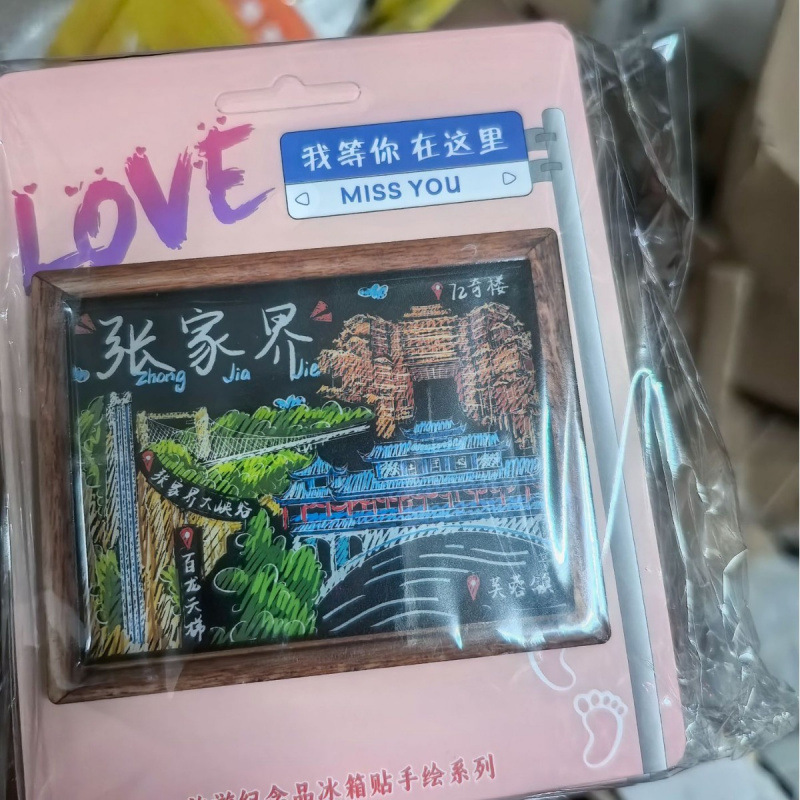 LOVE
我等你在这里
MISS YOU
张家界
Zhang Jia Jie
72奇楼
张家界大峡谷
百龙天梯
芙蓉镇
纪念品冰箱贴手绘系列